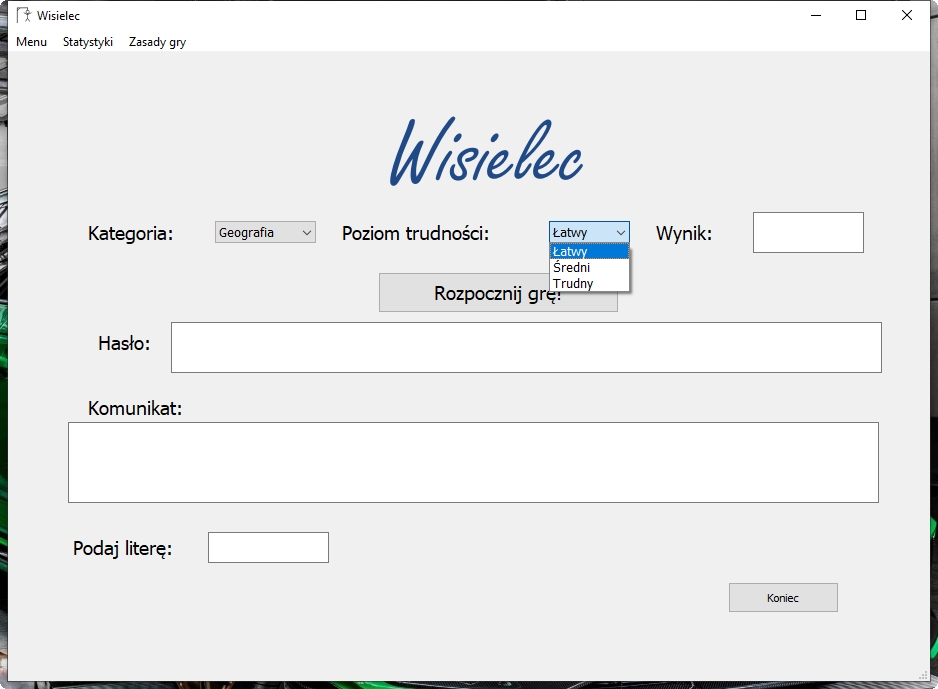 Wisielec
Menu Statystyki Zasady gry
Wisielec
Kategoria: Geografia Poziom trudności: Łatwy Wynik:
Łatwy
Średni
Trudny
Rozpocznij grę!
Hasło:
Komunikat:
Podaj literę:
Koniec